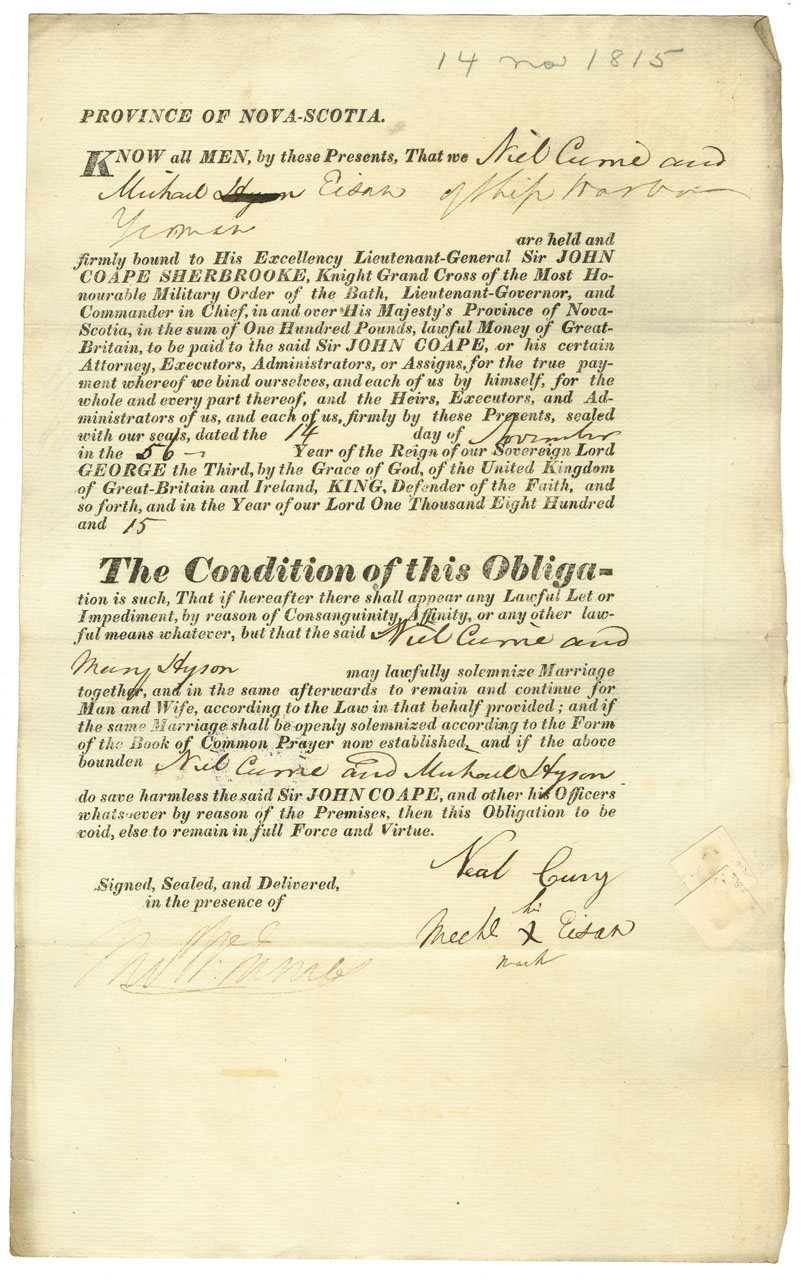 14 no 1815
PROVINCE OF NOVA-SCOTIA.
KNOW all MEN, by these Presents, That we Niel Currie and
Michael Eisan of Ship Harbor
Yeoman
are held and
firmly bound to His Excellency Lieutenant-General Sir JOHN
COAPE SHERBROOKE, Knight Grand Cross of the Most Ho-
nourable Military Order of the Bath, Lieutenant-Governor, and
Commander in Chief, in and over His Majesty's Province of Nova-
Scotia, in the sum of One Hundred Pounds, lawful Money of Great-
Britain, to be paid to the said Sir JOHN COAPE, or his certain
Attorney, Executors, Administrators, or Assigns, for the true pay-
ment whereof we bind ourselves, and each of us by himself, for the
whole and every part thereof, and the Heirs, Executors, and Ad-
ministrators of us, and each of us, firmly by these Presents, sealed
with our seals, dated the 14 day of November
in the 56 Year of the Reign of our Sovereign Lord
GEORGE the Third, by the Grace of God, of the United Kingdom
of Great-Britain and Ireland, KING, Defender of the Faith, and
so forth, and in the Year of our Lord One Thousand Eight Hundred
and 15
The Condition of this Obliga-
tion is such, That if hereafter there shall appear any Lawful Let or
Impediment, by reason of Consanguinity, Affinity, or any other law-
ful means whatever, but that the said Niel Currie and
Mary Hyson may lawfully solemnize Marriage
together, and in the same afterwards to remain and continue for
Man and Wife, according to the Law in that behalf provided; and if
the same Marriage shall be openly solemnized according to the Form
of the Book of Common Prayer now established, and if the above
bounden Niel Currie and Michael Hyson
do save harmless the said Sir JOHN COAPE, and other his Officers
whatsoever by reason of the Premises, then this Obligation to be
void, else to remain in full Force and Virtue.
Neal Cury
Signed, Sealed, and Delivered,
in the presence of
his
Mechl X Eisan
mark